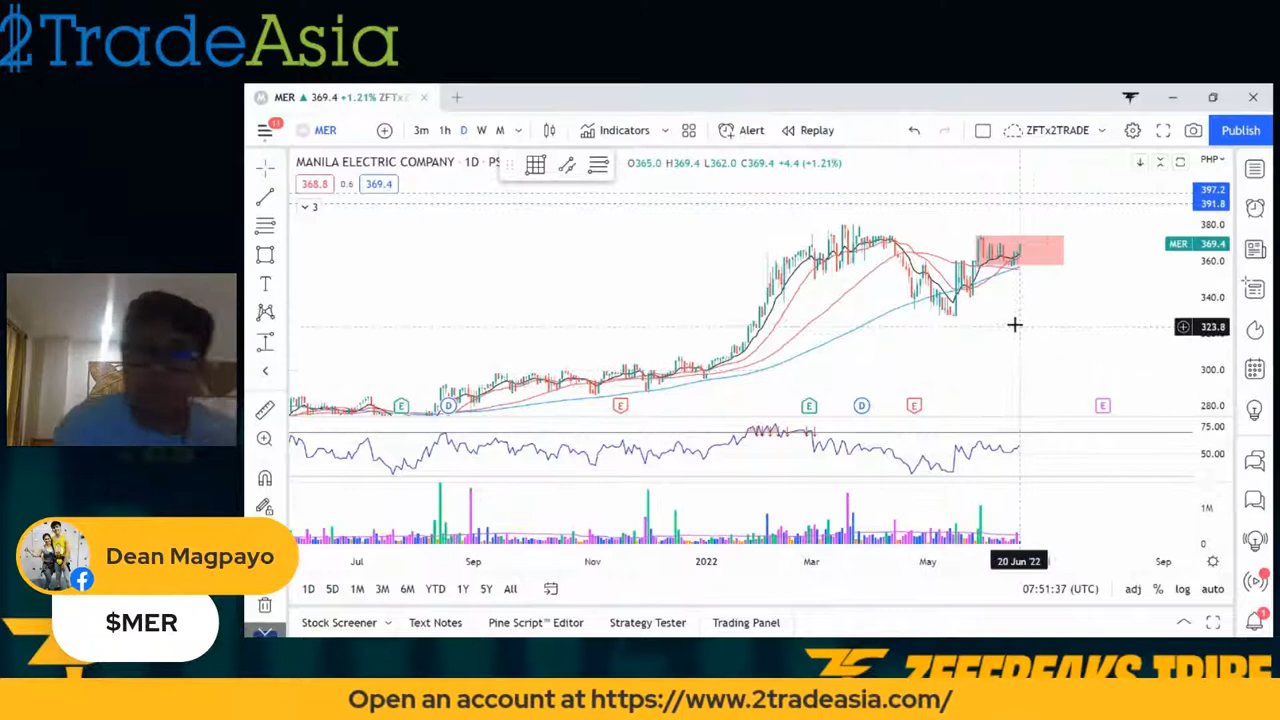 2TradeAsia
MER ▲ 369.4 +1.21% ZFTx2
11
MER
3m 1h D W M
Indicators
Alert
Replay
ZFTx2TRADE
Publish
MANILA ELECTRIC COMPANY · 1D · PS
O365.0 H369.4 L362.0 C369.4 +4.4 (+1.21%)
PHP
368.8 0.6 369.4
3
397.2
391.8
380.0
MER 369.4
360.0
340.0
323.8
300.0
280.0
E D E E D E E
75.00
50.00
1M
0
Jul Sep Nov 2022 Mar May 20 Jun '22 Sep
1D 5D 1M 3M 6M YTD 1Y 5Y All
07:51:37 (UTC) adj % log auto
Stock Screener Text Notes Pine Script™ Editor Strategy Tester Trading Panel
1
Dean Magpayo
$MER
ZEEFREAKS TRIBE
Open an account at https://www.2tradeasia.com/